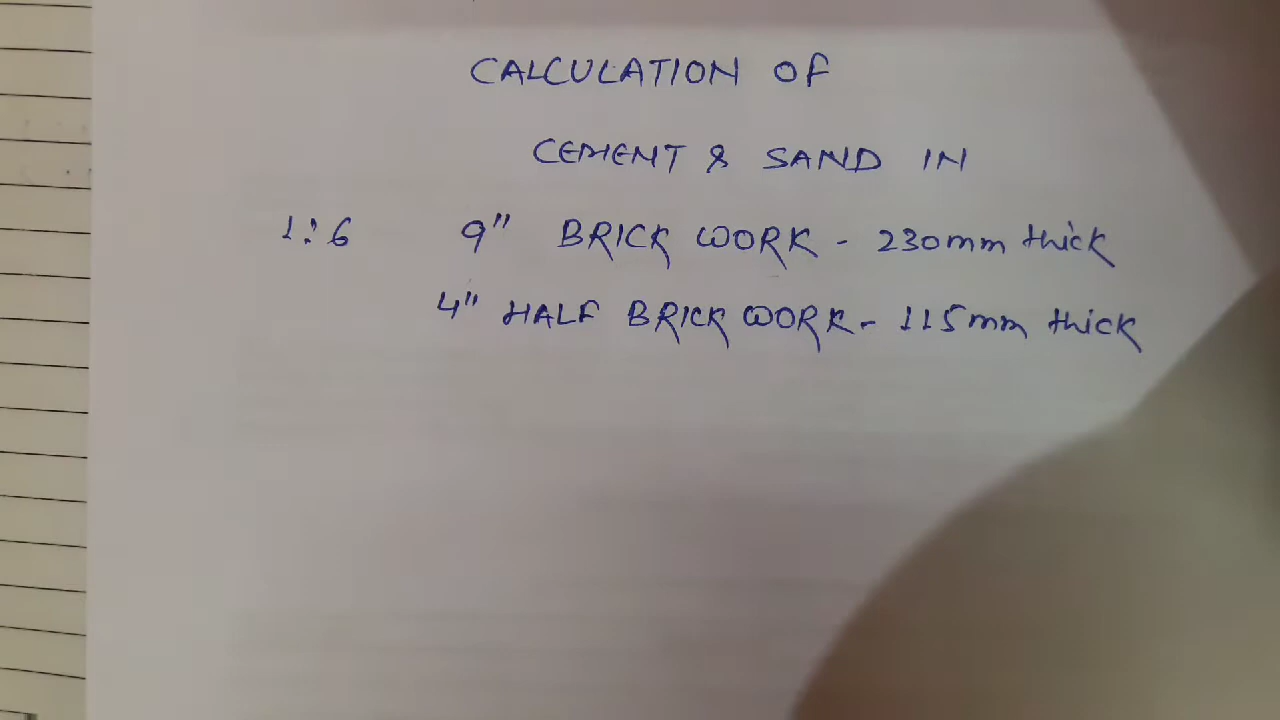 CALCULATION OF
CEMENT & SAND IN
1:6 9" BRICK WORK - 230mm thick
4" HALF BRICK WORK - 115mm thick